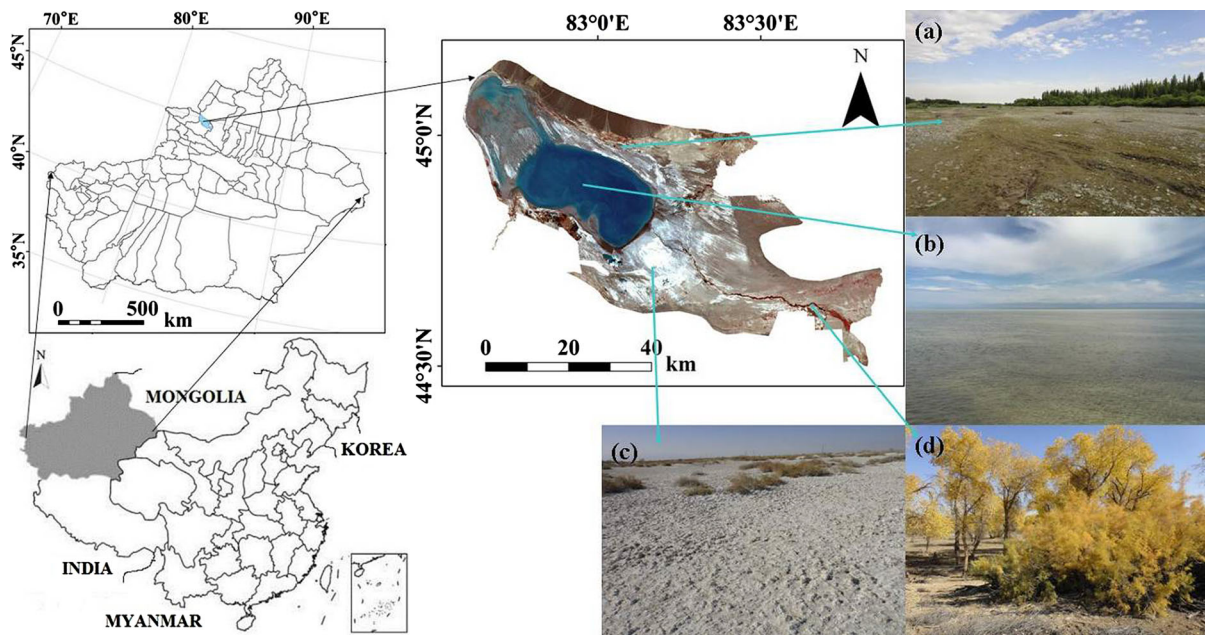 70°E
80°E
90°E
45°N
40°N
35°N
0
500
km
N
MONGOLIA
KOREA
INDIA
MYANMAR
83°0'E
83°30'E
45°0'N
44°30'N
N
0
20
40
km
(a)
(b)
(c)
(d)